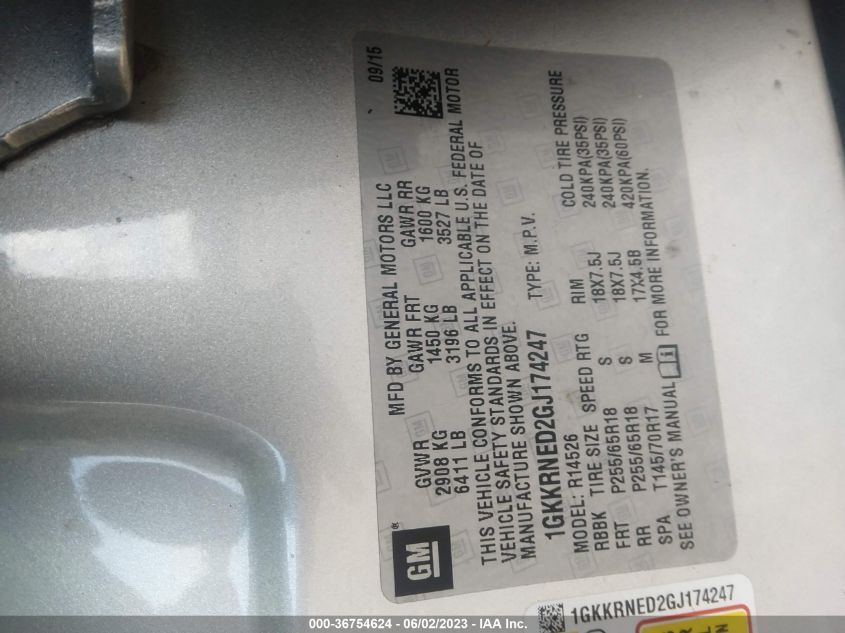 09/15
MFD BY GENERAL MOTORS LLC
GVWR GAWR FRT GAWR RR
2908 KG 1450 KG 1600 KG
6411 LB 3196 LB 3527 LB
GM®
THIS VEHICLE CONFORMS TO ALL APPLICABLE U.S. FEDERAL MOTOR
VEHICLE SAFETY STANDARDS IN EFFECT ON THE DATE OF
MANUFACTURE SHOWN ABOVE.
1GKKRNED2GJ174247 TYPE: M.P.V.
MODEL: R14526
RBBK TIRE SIZE SPEED RTG RIM COLD TIRE PRESSURE
FRT P255/65R18 S 18X7.5J 240KPA(35PSI)
RR P255/65R18 S 18X7.5J 240KPA(35PSI)
SPA T145/70R17 M 17X4.5B 420KPA(60PSI)
SEE OWNER'S MANUAL FOR MORE INFORMATION.
1GKKRNED2GJ174247
000-36754624 - 06/02/2023 - IAA Inc.